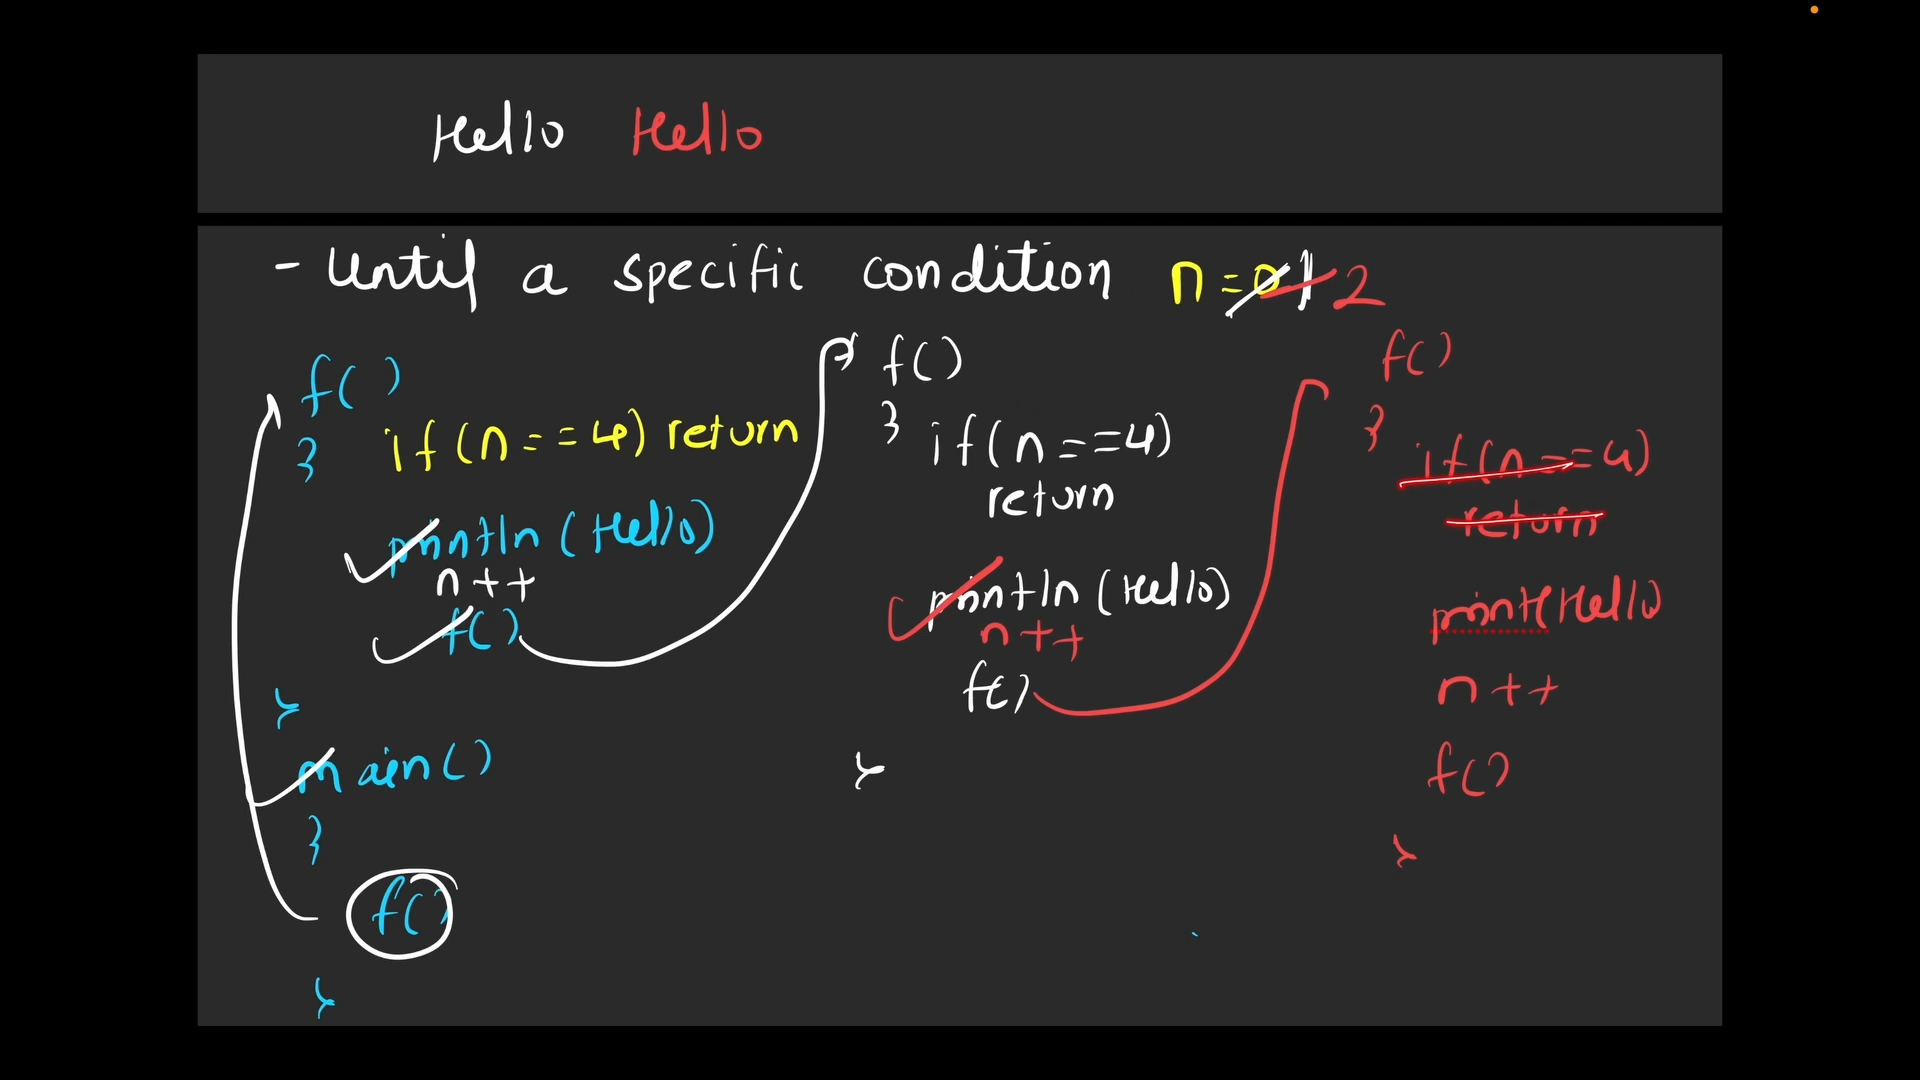 Hello Hello
- Until a specific condition n=0 1 2
f()
{ if(n==4) return
println(Hello)
n++
f()
}
main()
{
f()
}
f()
{ if(n==4)
return
println(Hello)
n++
f()
}
f()
{
if(n==4)
return
print(Hello
n++
f()
}